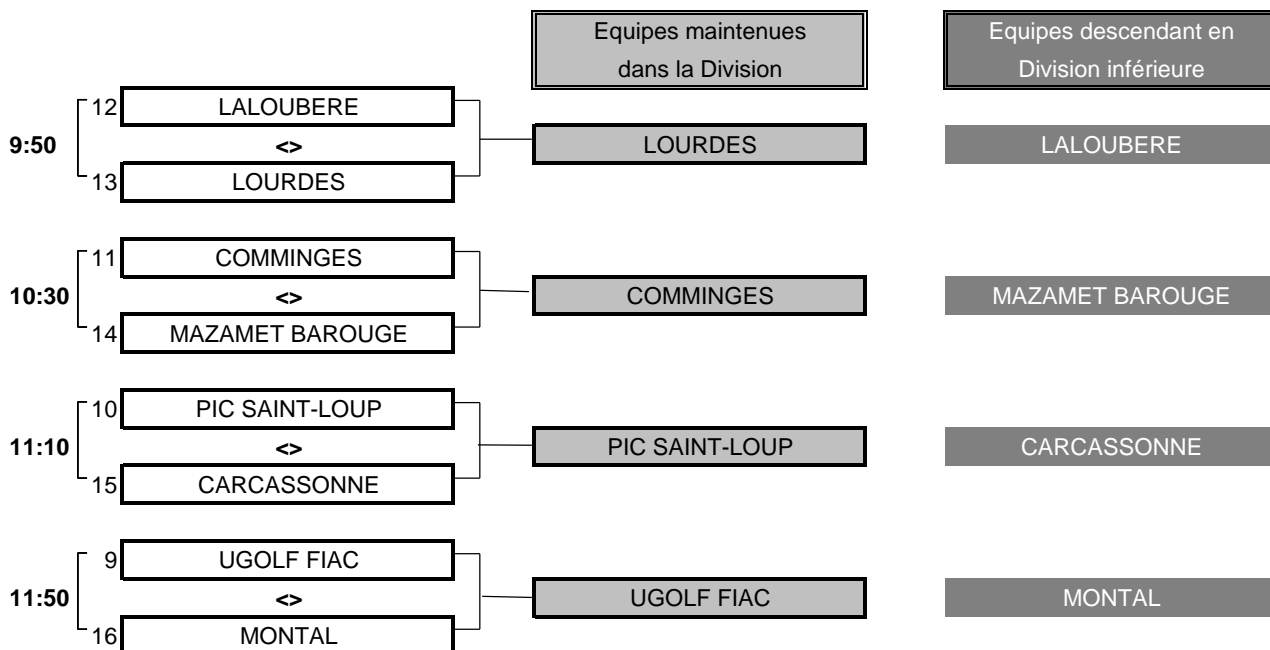 Equipes maintenues
dans la Division
Equipes descendant en
Division inférieure
12 LALOUBERE
9:50 <> LOURDES LALOUBERE
13 LOURDES
11 COMMINGES
10:30 <> COMMINGES MAZAMET BAROUGE
14 MAZAMET BAROUGE
10 PIC SAINT-LOUP
11:10 <> PIC SAINT-LOUP CARCASSONNE
15 CARCASSONNE
9 UGOLF FIAC
11:50 <> UGOLF FIAC MONTAL
16 MONTAL